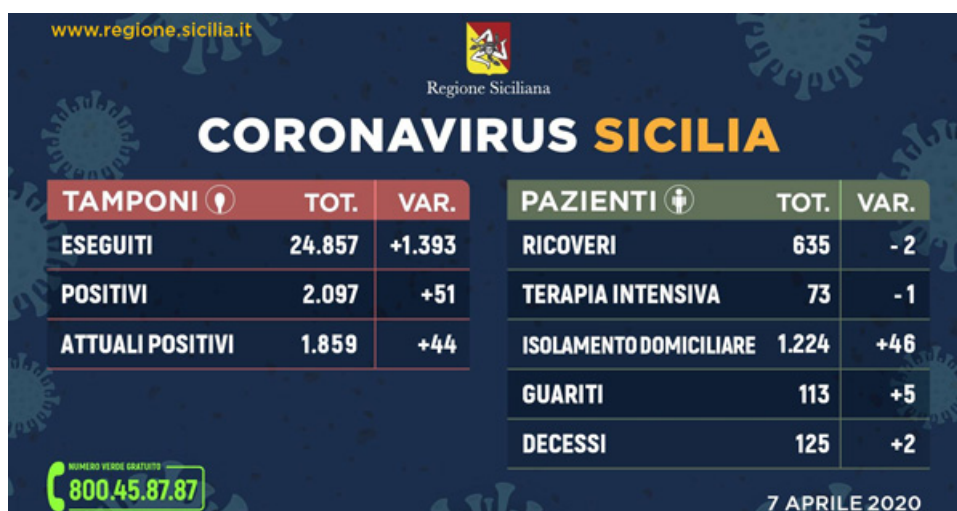 www.regione.sicilia.it
Regione Siciliana
CORONAVIRUS SICILIA
TAMPONI TOT. VAR.
ESEGUITI 24.857 +1.393
POSITIVI 2.097 +51
ATTUALI POSITIVI 1.859 +44
PAZIENTI TOT. VAR.
RICOVERI 635 - 2
TERAPIA INTENSIVA 73 - 1
ISOLAMENTO DOMICILIARE 1.224 +46
GUARITI 113 +5
DECESSI 125 +2
NUMERO VERDE GRATUITO
800.45.87.87
7 APRILE 2020